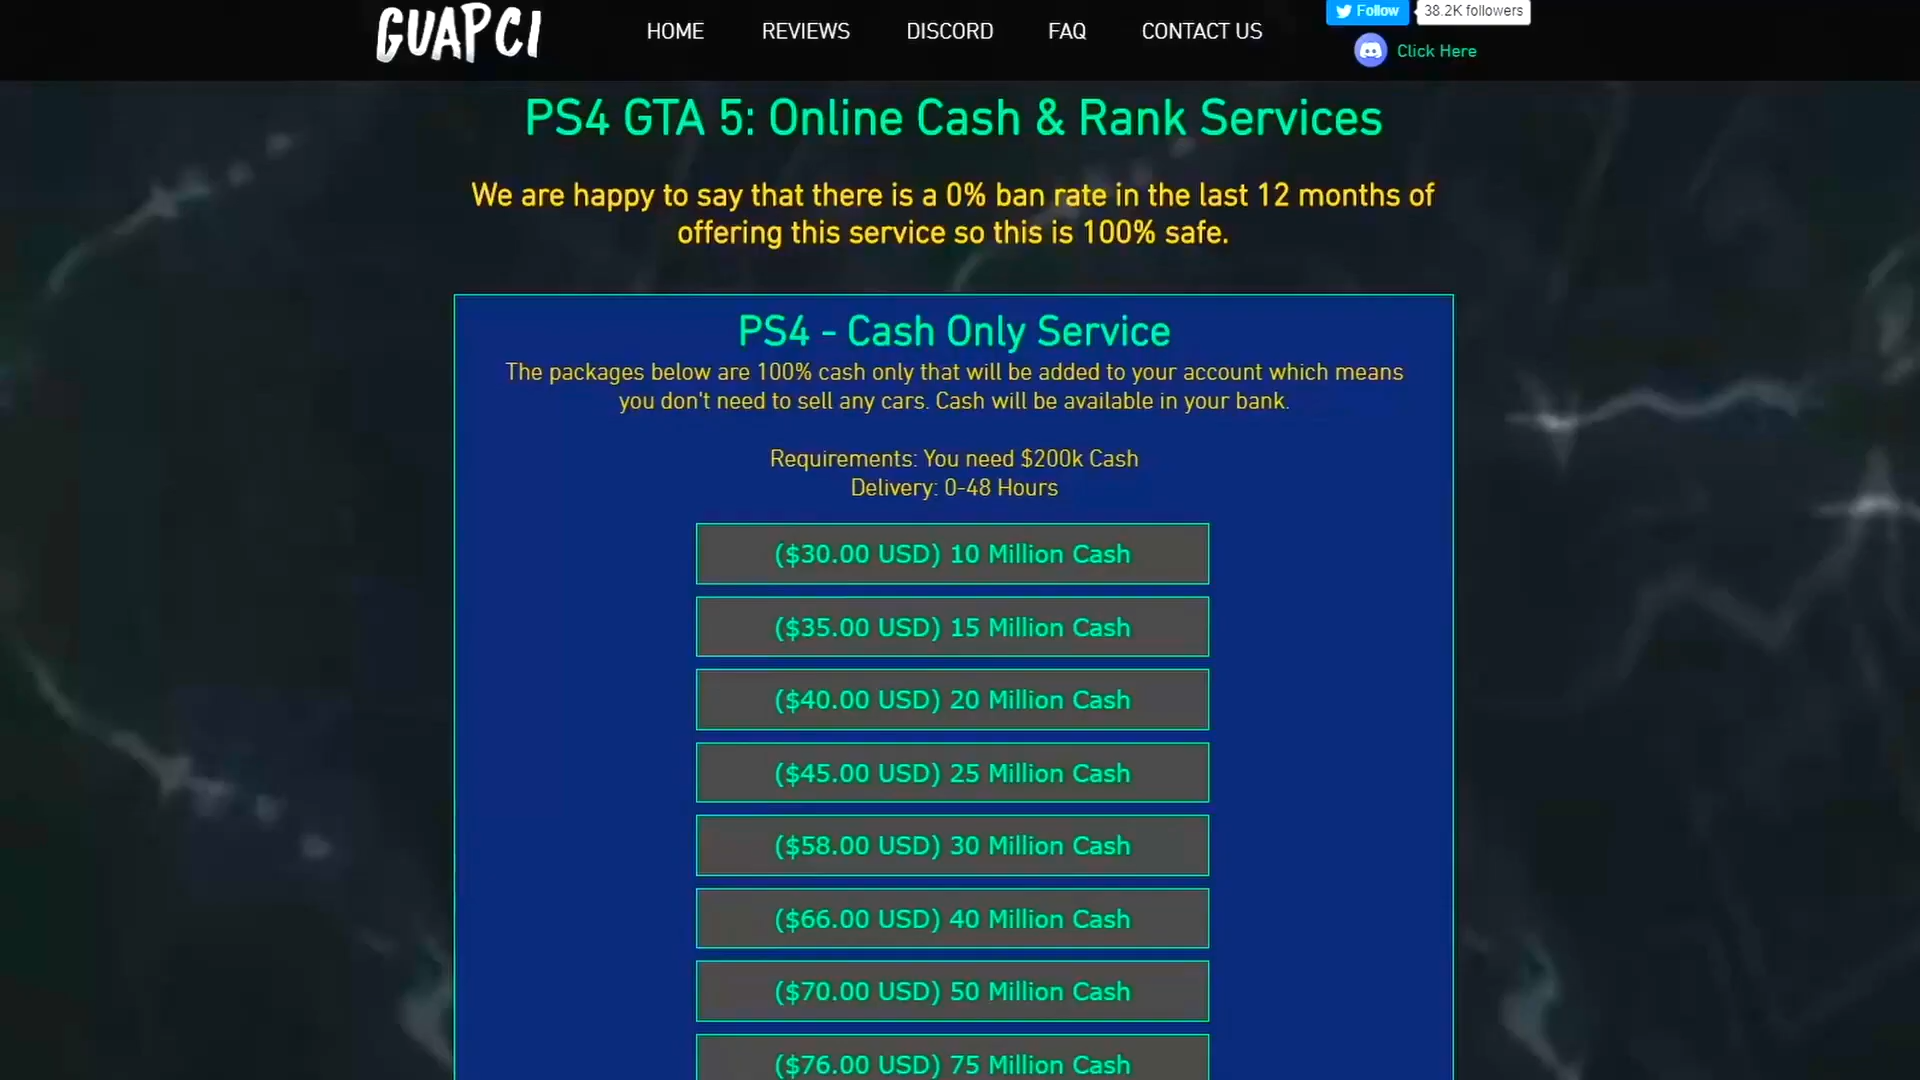 GUAPCI
HOME
REVIEWS
DISCORD
FAQ
CONTACT US
Follow
38.2K followers
Click Here
PS4 GTA 5: Online Cash & Rank Services
We are happy to say that there is a 0% ban rate in the last 12 months of
offering this service so this is 100% safe.
PS4 - Cash Only Service
The packages below are 100% cash only that will be added to your account which means
you don't need to sell any cars. Cash will be available in your bank.
Requirements: You need $200k Cash
Delivery: 0-48 Hours
($30.00 USD) 10 Million Cash
($35.00 USD) 15 Million Cash
($40.00 USD) 20 Million Cash
($45.00 USD) 25 Million Cash
($58.00 USD) 30 Million Cash
($66.00 USD) 40 Million Cash
($70.00 USD) 50 Million Cash
($76.00 USD) 75 Million Cash